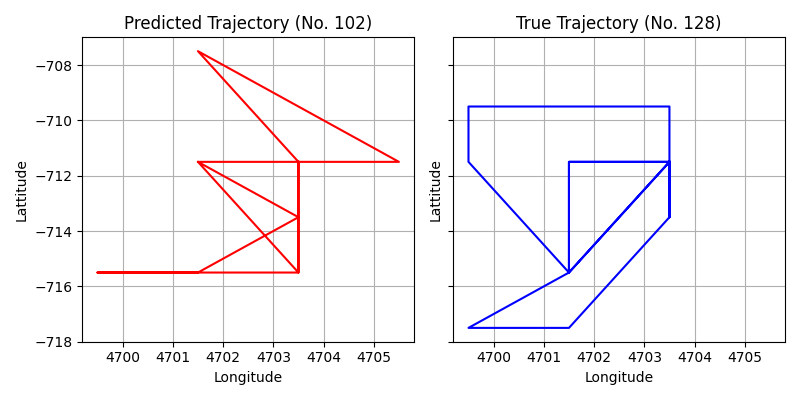 Predicted Trajectory (No. 102)
−708
−710
−712
−714
−716
−718
Lattitude
4700 4701 4702 4703 4704 4705
Longitude
True Trajectory (No. 128)
Lattitude
4700 4701 4702 4703 4704 4705
Longitude